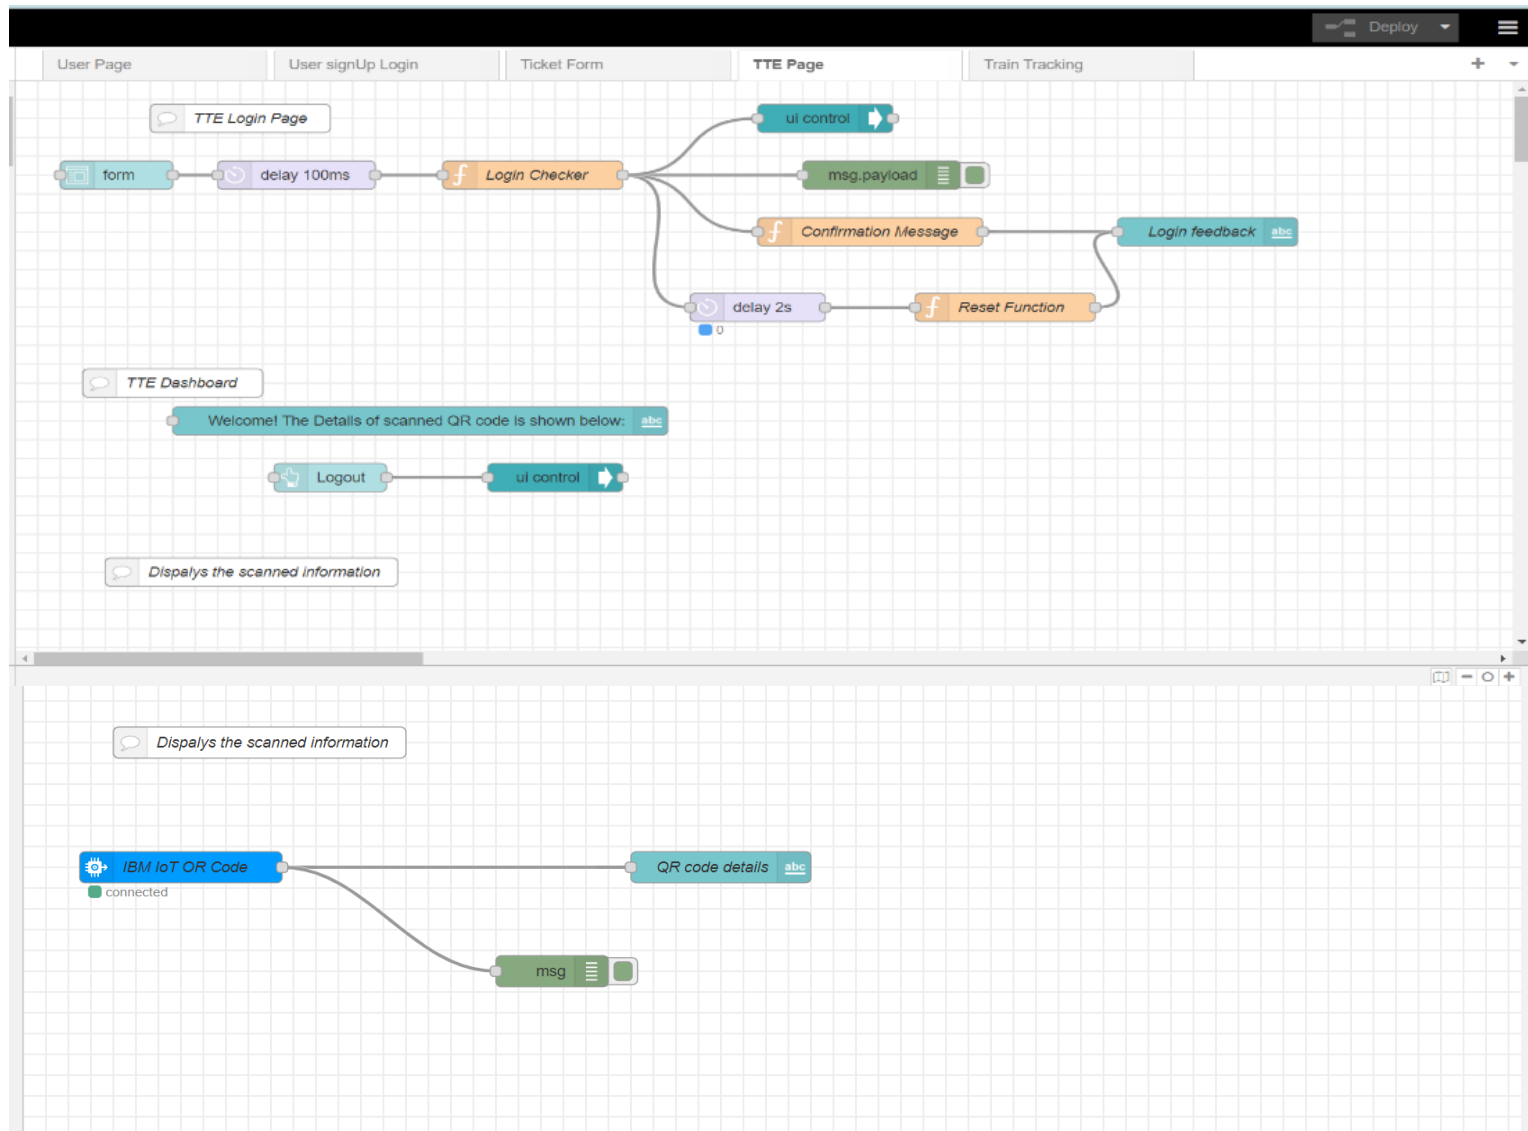 Deploy
User Page
User signUp Login
Ticket Form
TTE Page
Train Tracking
TTE Login Page
ui control
form
delay 100ms
Login Checker
msg.payload
Confirmation Message
Login feedback
abc
delay 2s
Reset Function
0
TTE Dashboard
Welcome! The Details of scanned QR code is shown below:
abc
Logout
ui control
Dispalys the scanned information
Dispalys the scanned information
IBM IoT QR Code
QR code details
abc
connected
msg